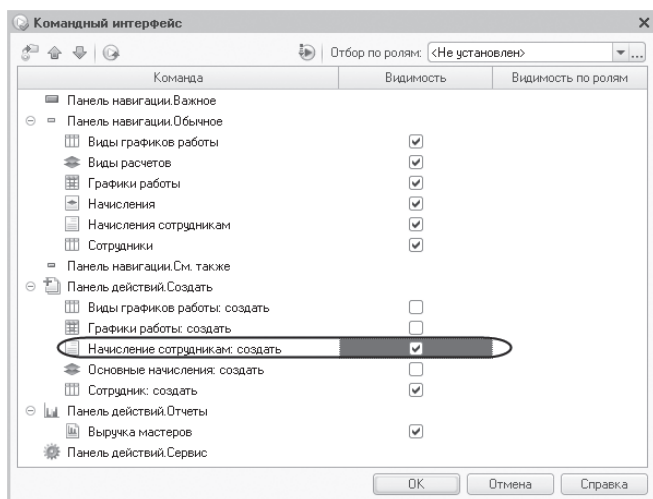 Командный интерфейс
Отбор по ролям: <Не установлен>
Команда Видимость Видимость по ролям
Панель навигации.Важное
Панель навигации.Обычное
Виды графиков работы
Виды расчетов
Графики работы
Начисления
Начисления сотрудникам
Сотрудники
Панель навигации.См. также
Панель действий.Создать
Виды графиков работы: создать
Графики работы: создать
Начисление сотрудникам: создать
Основные начисления: создать
Сотрудник: создать
Панель действий.Отчеты
Выручка мастеров
Панель действий.Сервис
OK Отмена Справка